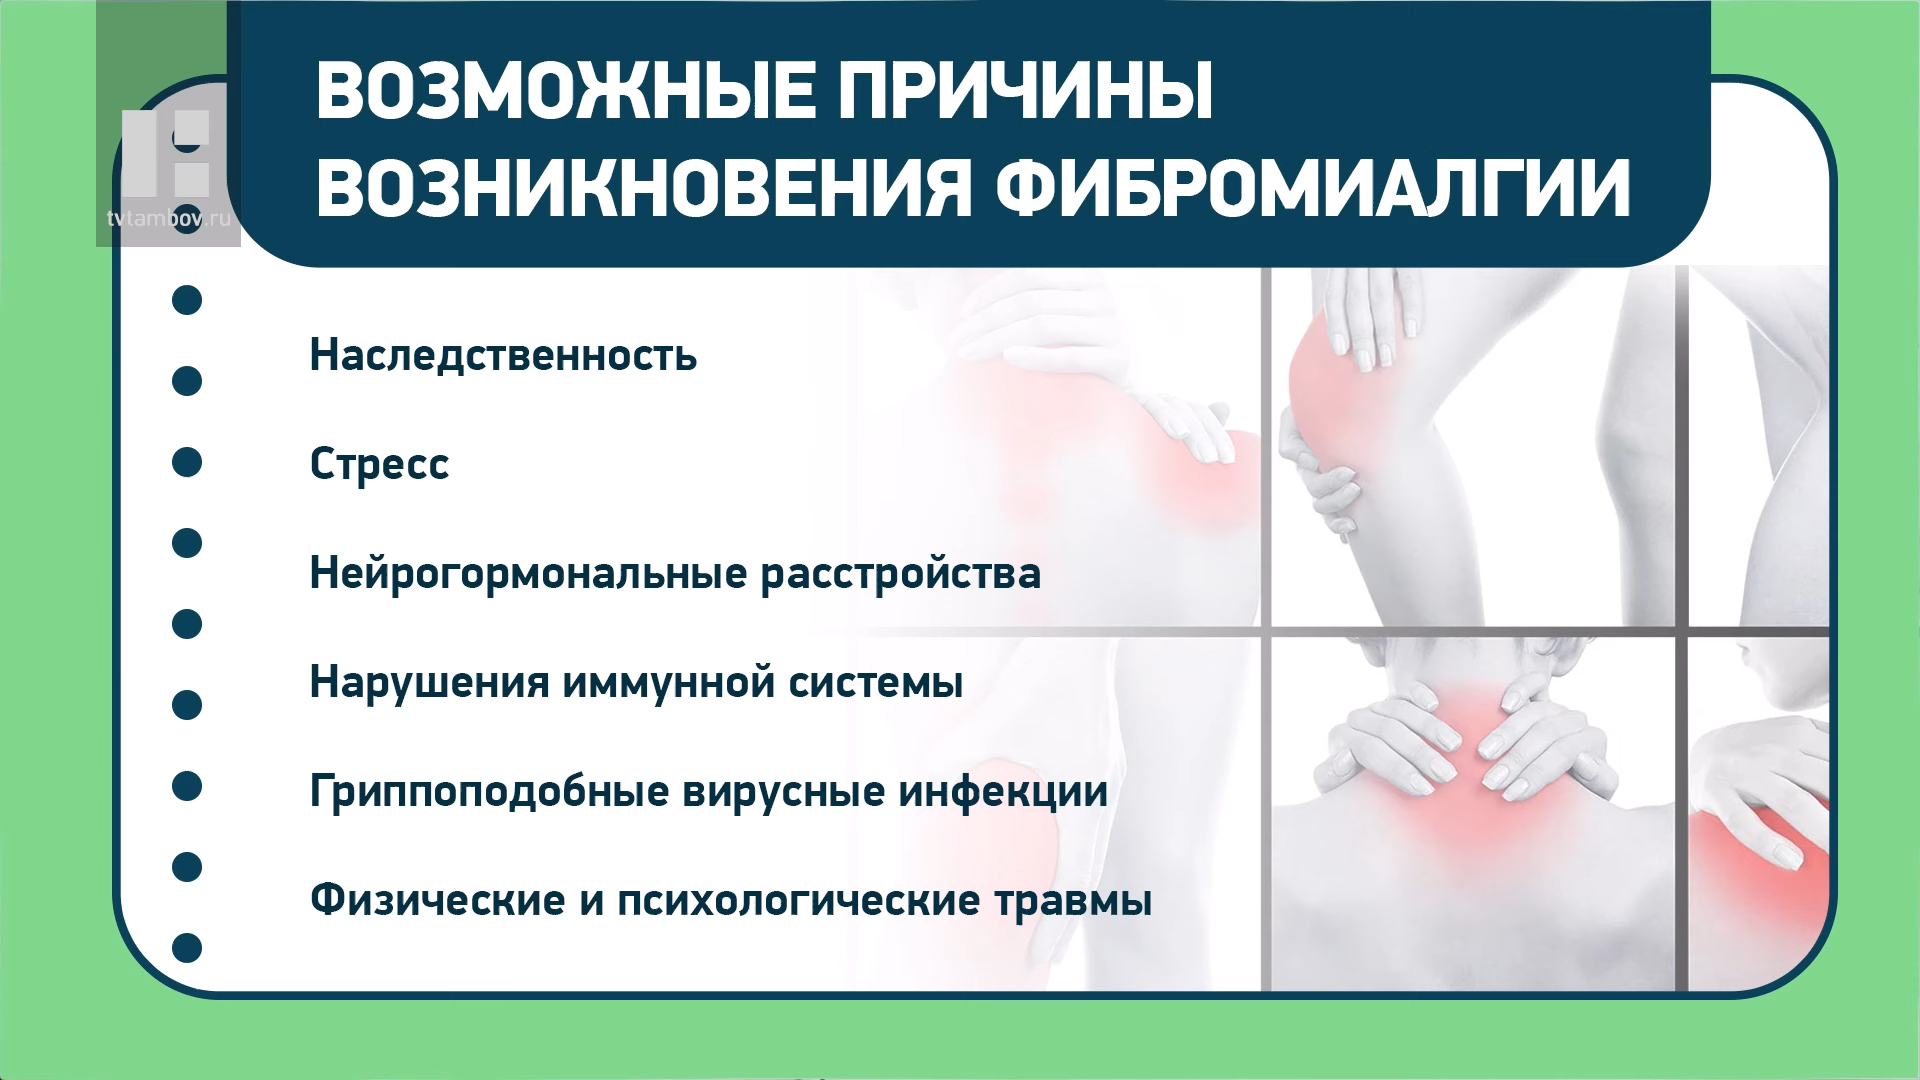 ВОЗМОЖНЫЕ ПРИЧИНЫ
ВОЗНИКНОВЕНИЯ ФИБРОМИАЛГИИ
tvtambov.ru
Наследственность
Стресс
Нейрогормональные расстройства
Нарушения иммунной системы
Гриппоподобные вирусные инфекции
Физические и психологические травмы